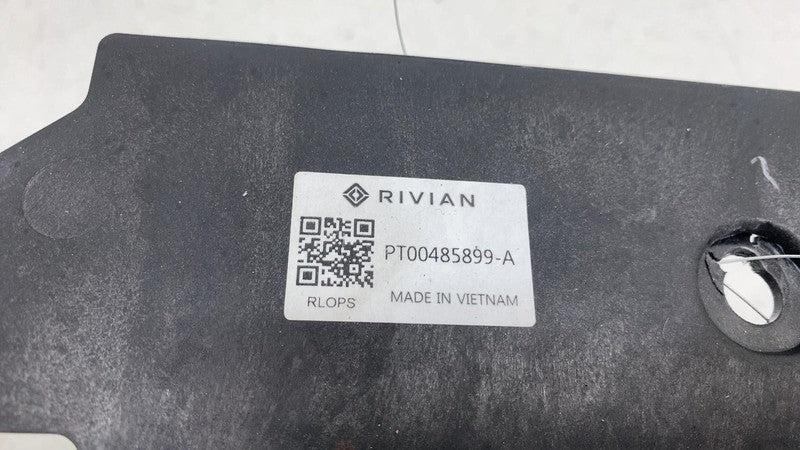 RIVIAN
PT00485899-A
RLOPS
MADE IN VIETNAM